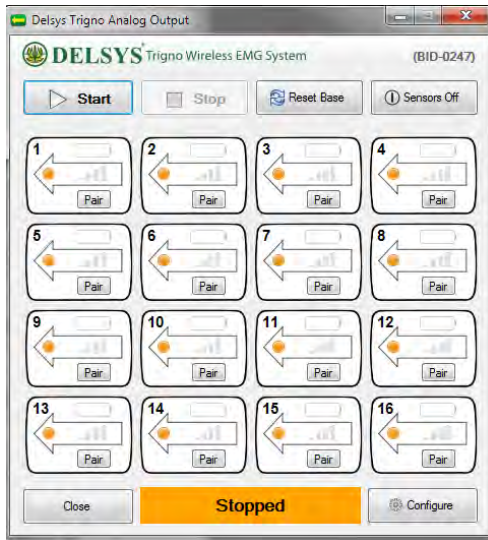 Delsys Trigno Analog Output
DELSYS® Trigno Wireless EMG System (BID-0247)
Start Stop Reset Base Sensors Off
1 2 3 4
Pair Pair Pair Pair
5 6 7 8
Pair Pair Pair Pair
9 10 11 12
Pair Pair Pair Pair
13 14 15 16
Pair Pair Pair Pair
Close Stopped Configure